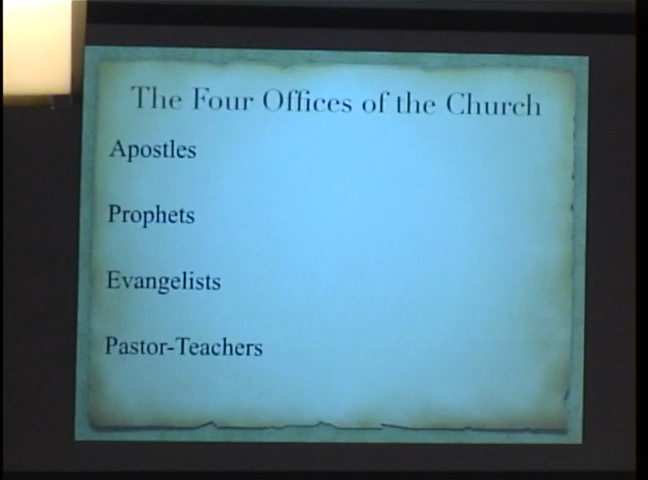 The Four Offices of the Church
Apostles
Prophets
Evangelists
Pastor-Teachers